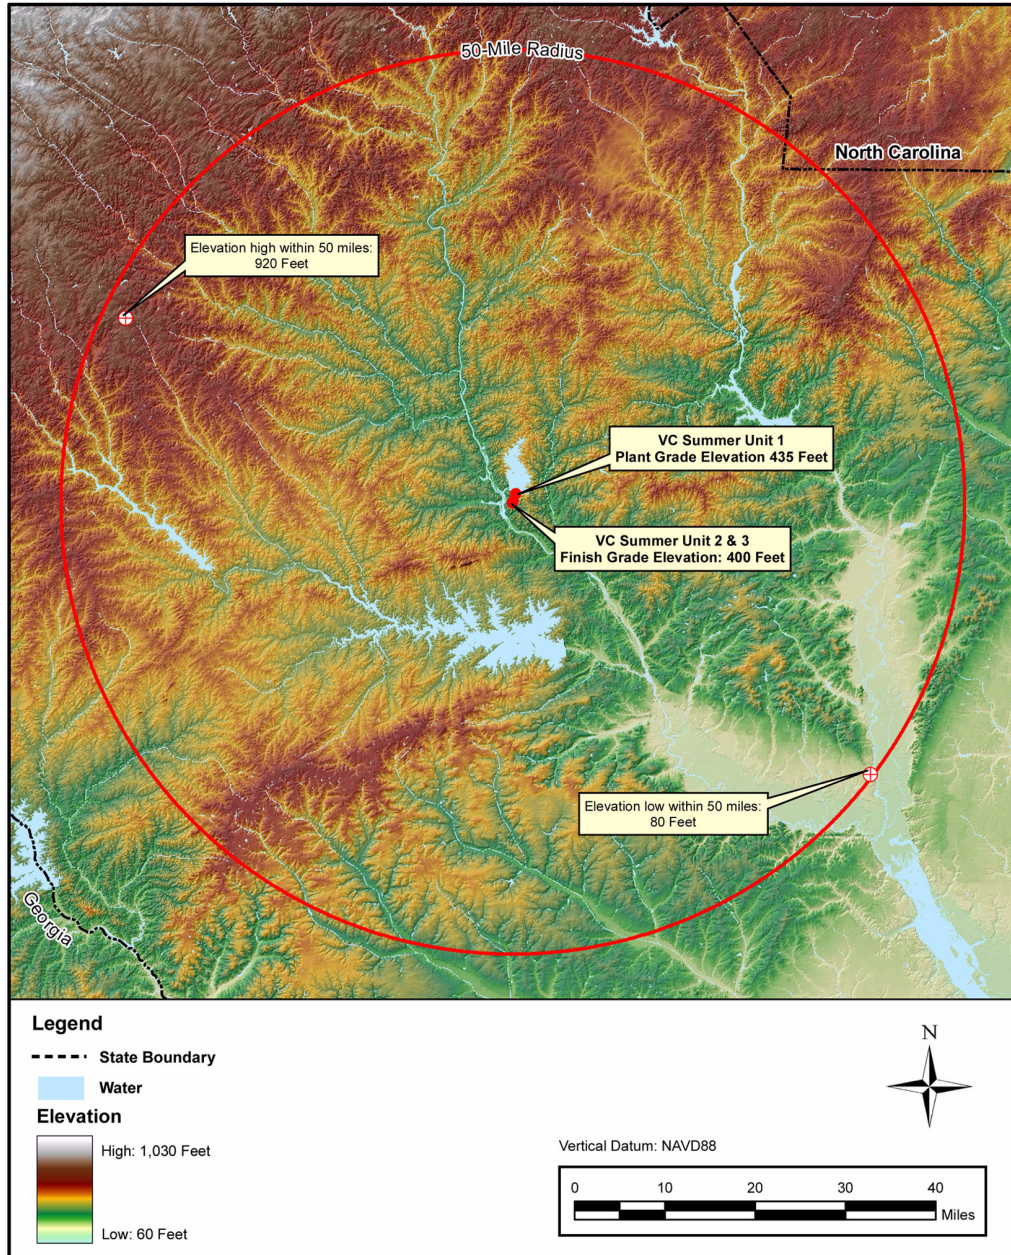 50-Mile Radius
North Carolina
Elevation high within 50 miles:
920 Feet
VC Summer Unit 1
Plant Grade Elevation 435 Feet
VC Summer Unit 2 & 3
Finish Grade Elevation: 400 Feet
Elevation low within 50 miles:
80 Feet
Georgia
Legend
State Boundary
Water
Elevation
High: 1,030 Feet
Low: 60 Feet
N
Vertical Datum: NAVD88
0 10 20 30 40
Miles